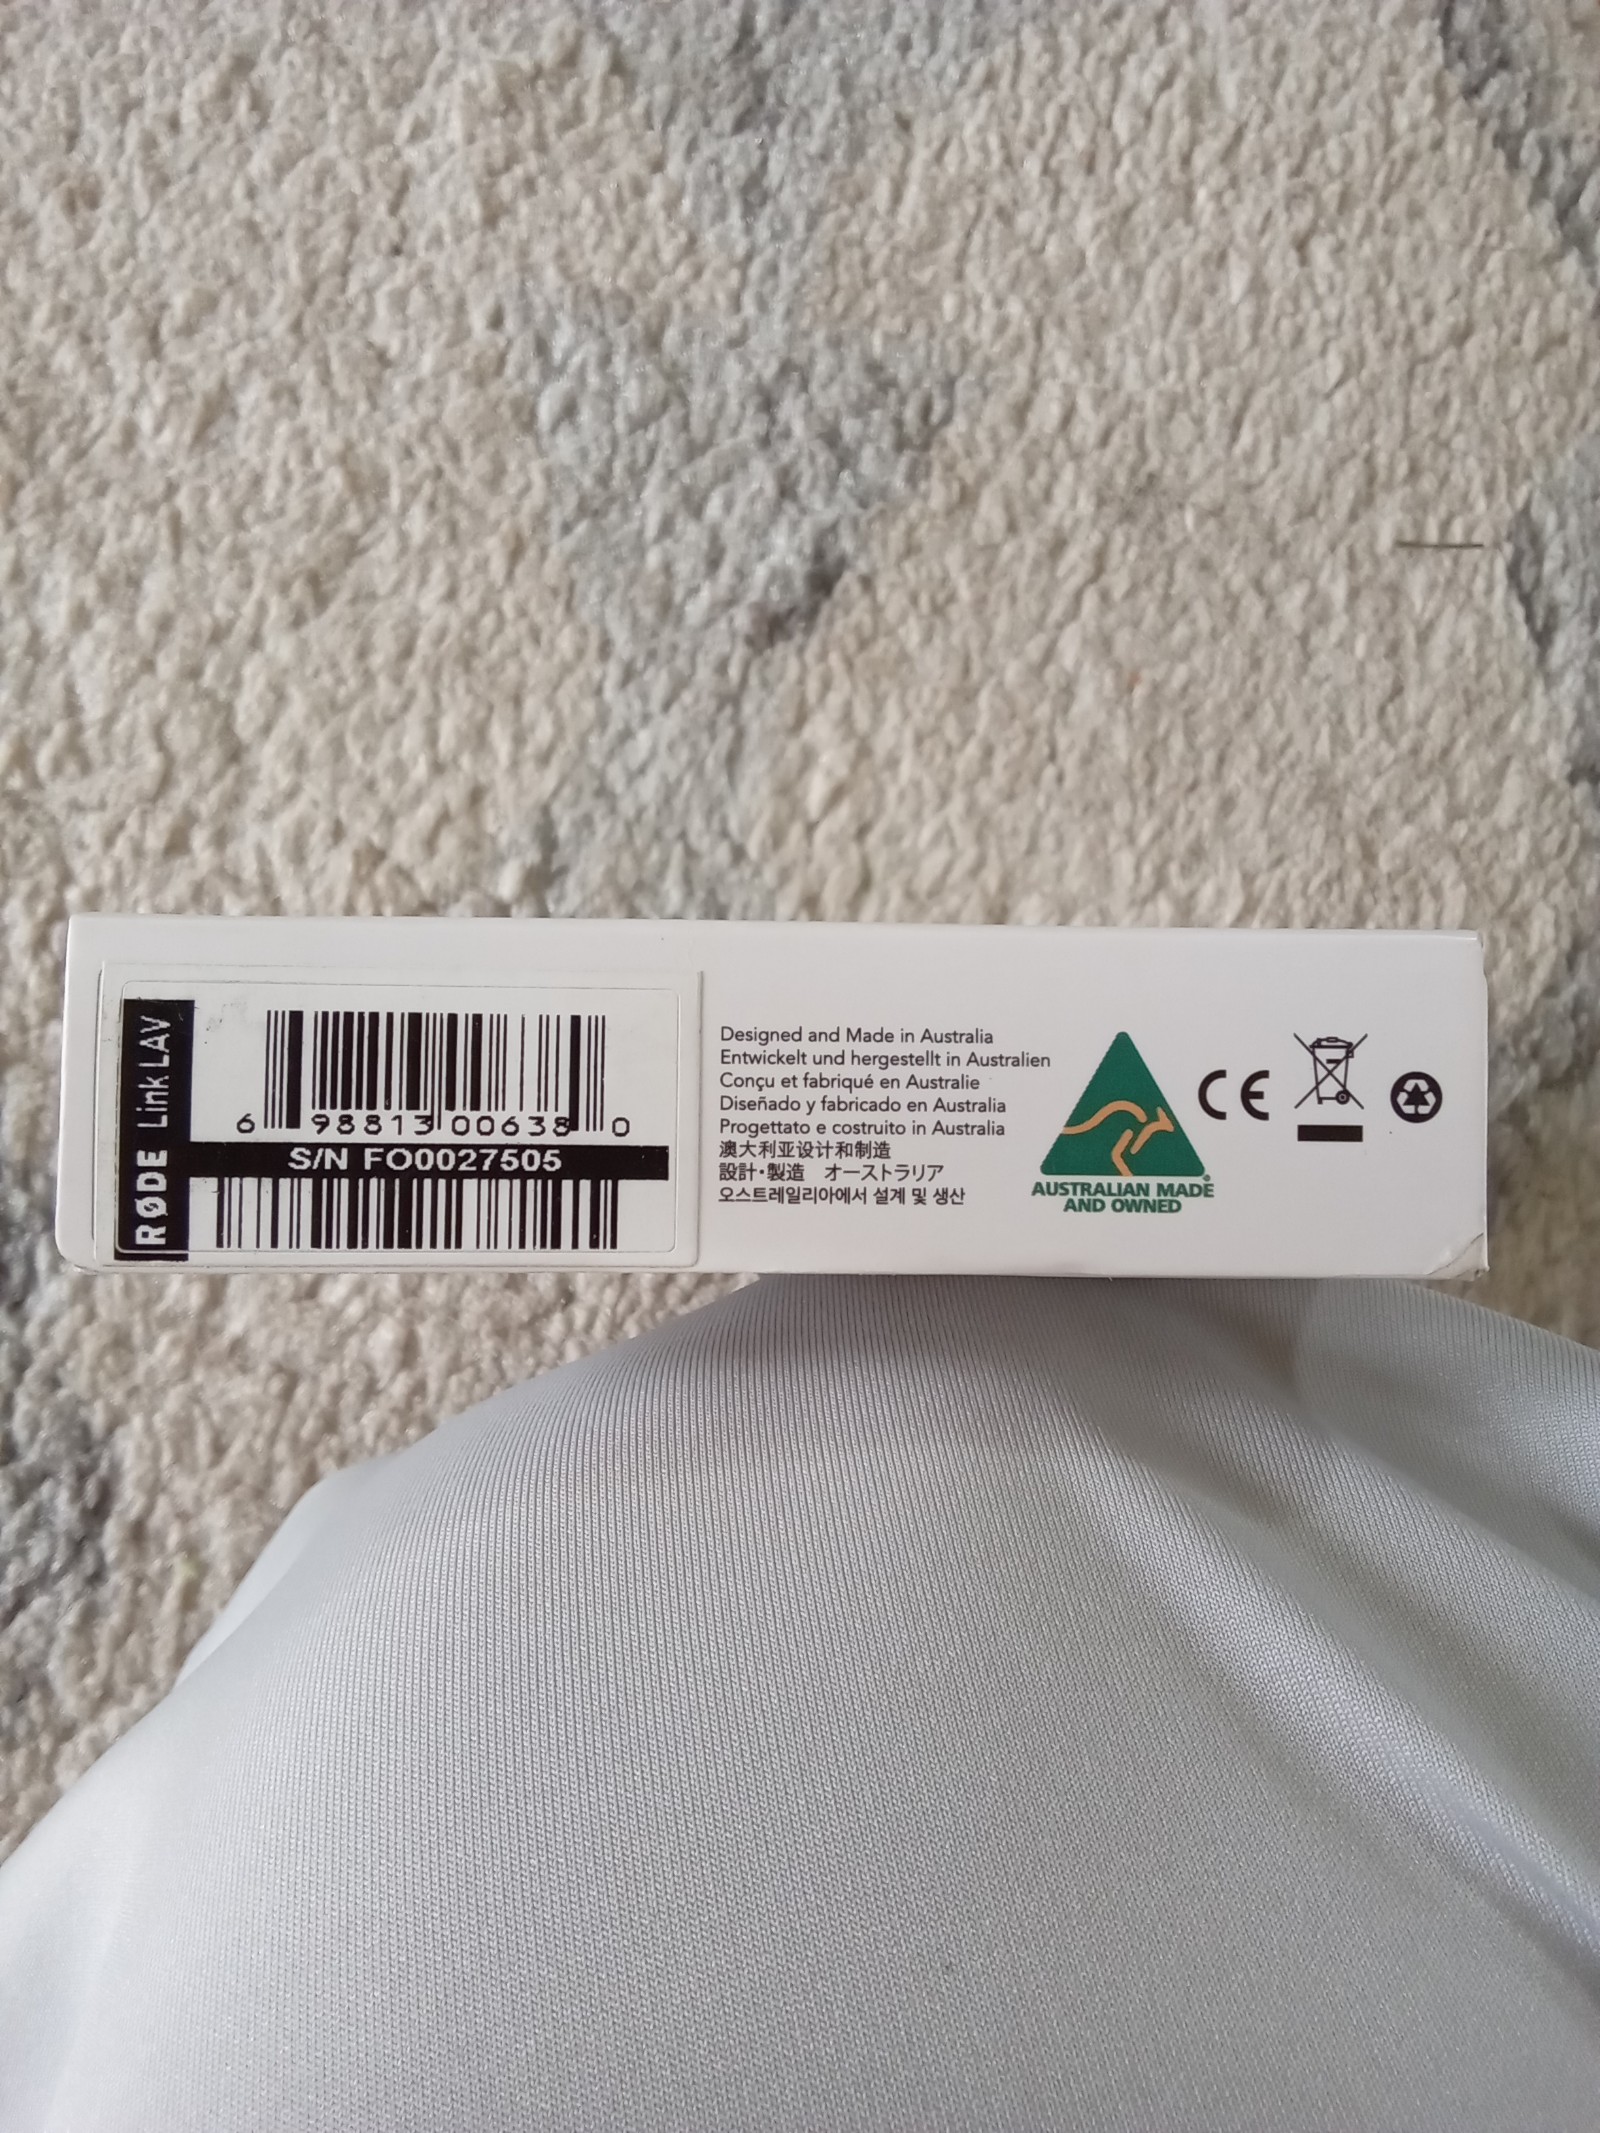 RØDE Link LAV
6 98813 00638 0
S/N FO0027505
Designed and Made in Australia
Entwickelt und hergestellt in Australien
Conçu et fabriqué en Australie
Diseñado y fabricado en Australia
Progettato e costruito in Australia
澳大利亚设计和制造
設計・製造　オーストラリア
오스트레일리아에서 설계 및 생산
AUSTRALIAN MADE
AND OWNED
CE